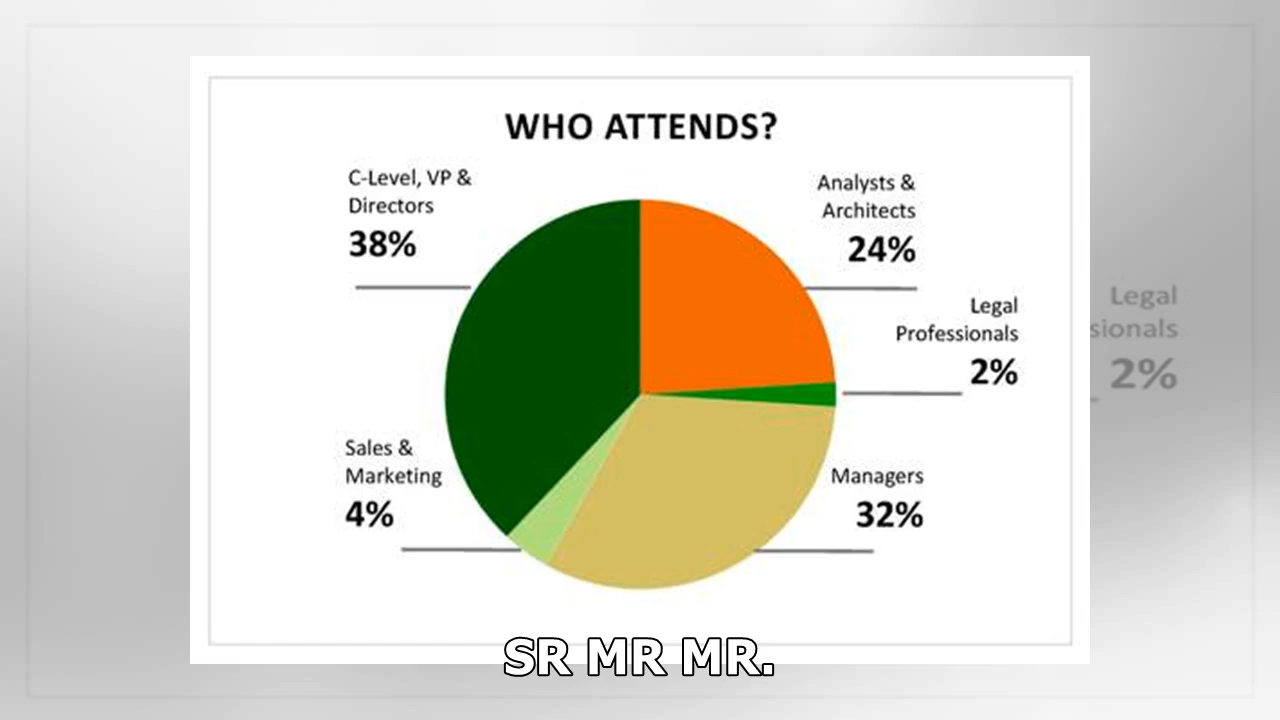 WHO ATTENDS?
C-Level, VP &
Directors
38%
Analysts &
Architects
24%
Legal
Professionals
2%
Sales &
Marketing
4%
Managers
32%
Legal
sionals
2%
SR MR MR.